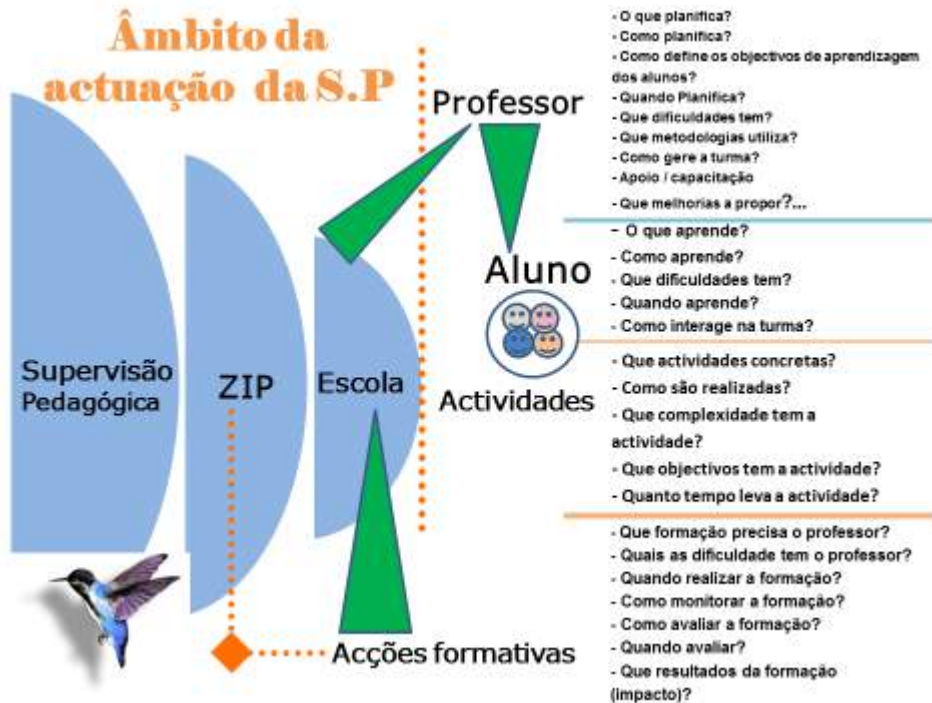 Âmbito da
actuação da S.P
Supervisão
Pedagógica
ZIP
Escola
Professor
Aluno
Actividades
Acções formativas
- O que planifica?
- Como planifica?
- Como define os objectivos de aprendizagem
dos alunos?
- Quando Planifica?
- Que dificuldades tem?
- Que metodologias utiliza?
- Como gere a turma?
- Apoio / capacitação
- Que melhorias a propor?...
- O que aprende?
- Como aprende?
- Que dificuldades tem?
- Quando aprende?
- Como interage na turma?
- Que actividades concretas?
- Como são realizadas?
- Que complexidade tem a
actividade?
- Que objectivos tem a actividade?
- Quanto tempo leva a actividade?
- Que formação precisa o professor?
- Quais as dificuldade tem o professor?
- Quando realizar a formação?
- Como monitorar a formação?
- Como avaliar a formação?
- Quando avaliar?
- Que resultados da formação
(impacto)?